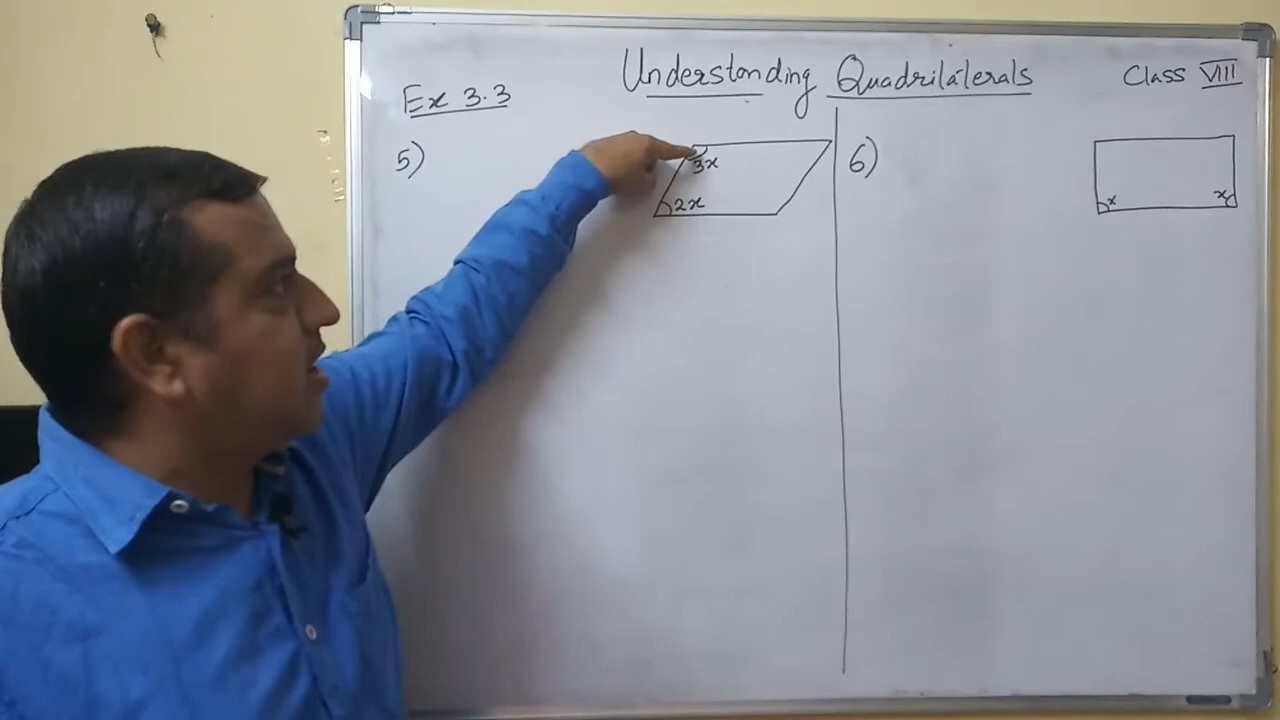 Understanding Quadrilaterals
Class VIII
Ex 3.3
5)
3x
2x
6)
x
x